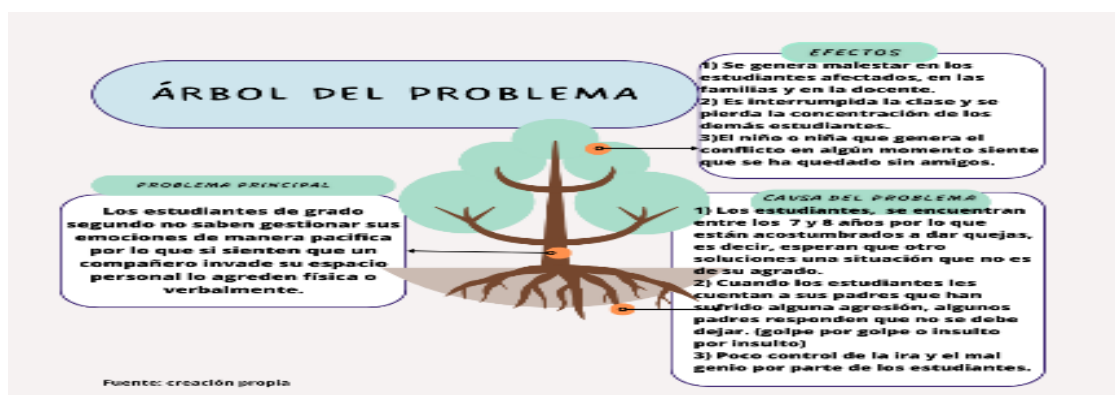 ÁRBOL DEL PROBLEMA
EFECTOS
1) Se genera malestar en los
estudiantes afectados, en las
familias y en la docente.
2) Es interrumpida la clase y se
pierda la concentración de los
demás estudiantes.
3)El niño o niña que genera el
conflicto en algún momento siente
que se ha quedado sin amigos.
PROBLEMA PRINCIPAL
Los estudiantes de grado
segundo no saben gestionar sus
emociones de manera pacifica
por lo que si sienten que un
compañero invade su espacio
personal lo agreden física o
verbalmente.
CAUSA DEL PROBLEMA
1) Los estudiantes, se encuentran
entre los 7 y 8 años por lo que
están acostumbrados a dar quejas,
es decir, esperan que otro
soluciones una situación que no es
de su agrado.
2) Cuando los estudiantes les
cuentan a sus padres que han
sufrido alguna agresión, algunos
padres responden que no se debe
dejar. (golpe por golpe o insulto
por insulto)
3) Poco control de la ira y el mal
genio por parte de los estudiantes.
Fuente: creación propia